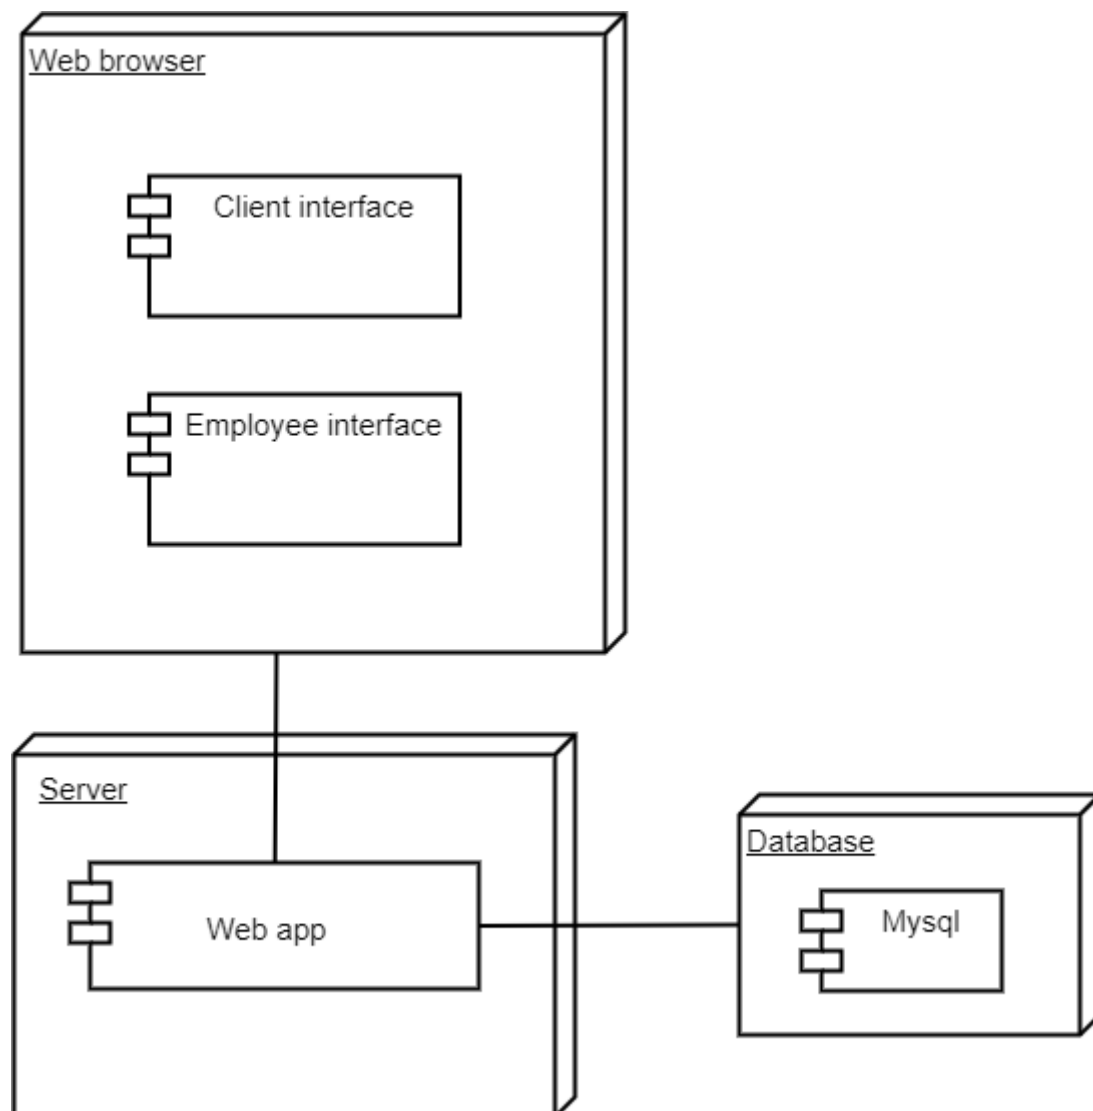 Web browser
Client interface
Employee interface
Server
Web app
Database
Mysql